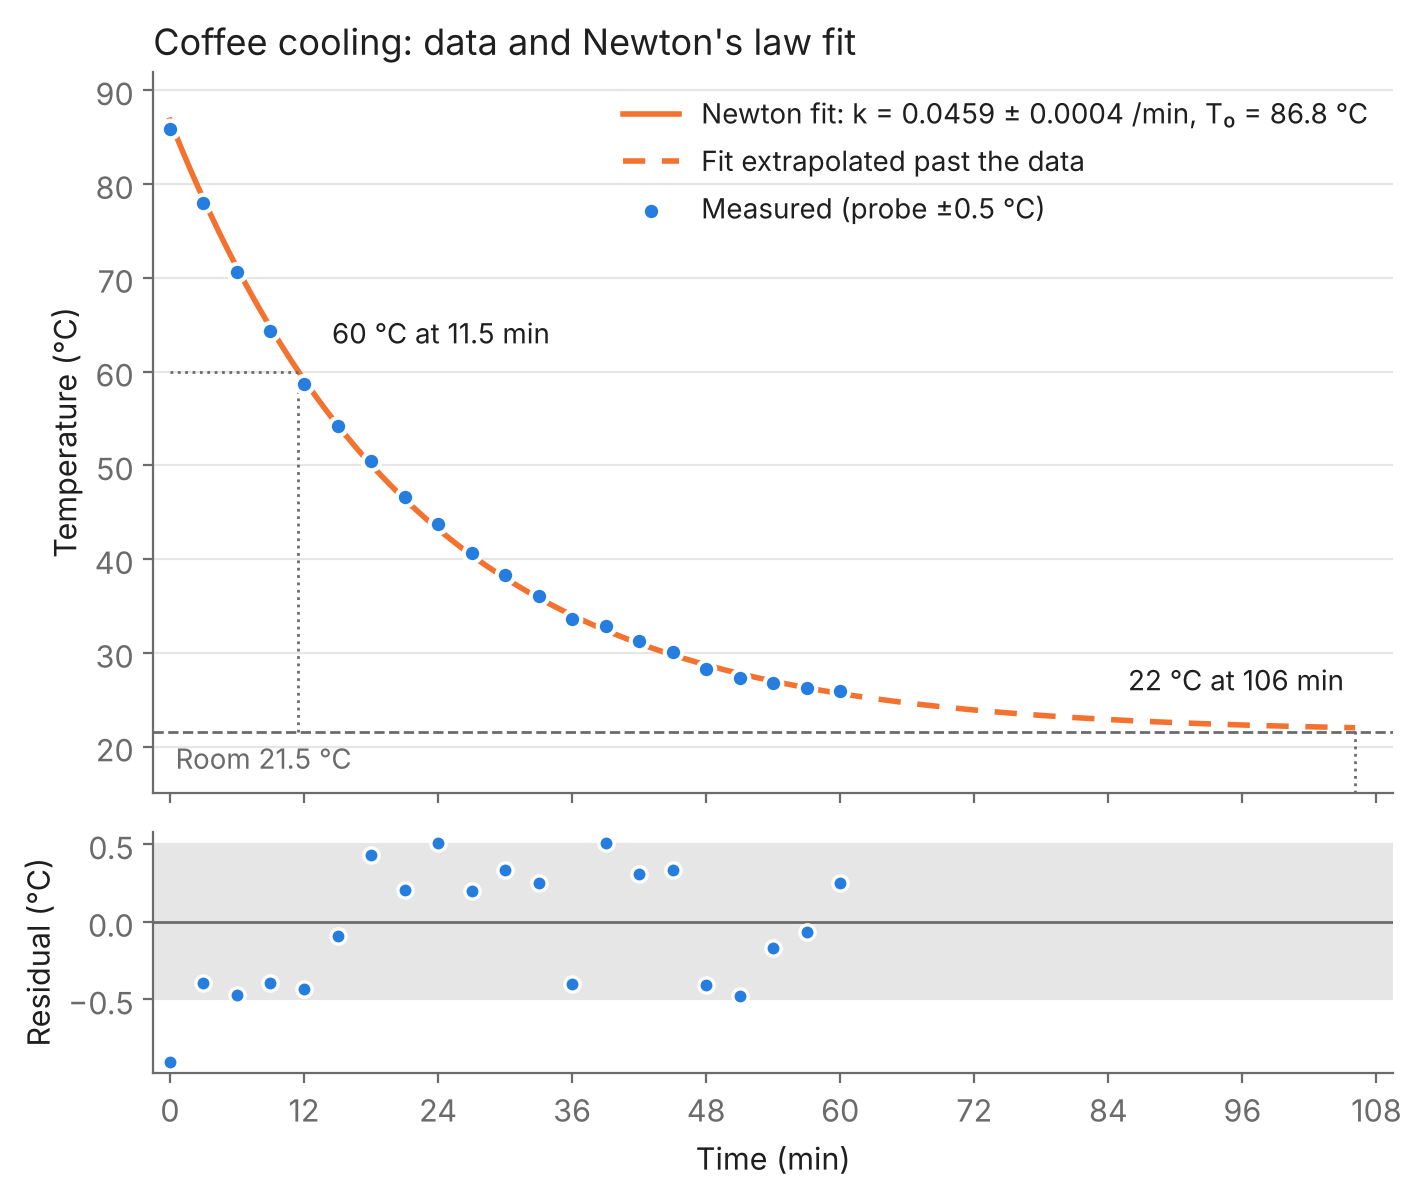 Coffee cooling: data and Newton's law fit
Newton fit: k = 0.0459 ± 0.0004 /min, T₀ = 86.8 °C
Fit extrapolated past the data
Measured (probe ±0.5 °C)
Temperature (°C)
90
80
70
60
50
40
30
20
60 °C at 11.5 min
22 °C at 106 min
Room 21.5 °C
Residual (°C)
0.5
0.0
−0.5
0 12 24 36 48 60 72 84 96 108
Time (min)